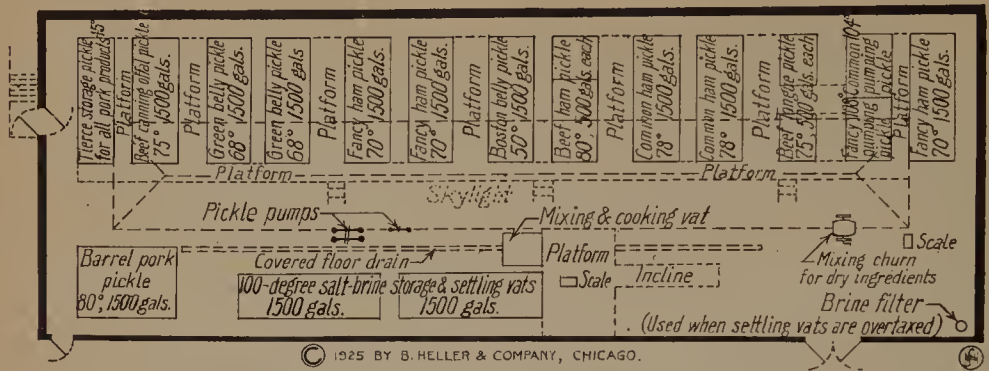 Tierce storage pickle
for all pork products 45°
Platform
Beef canning offal pickle
75° 1500 gals.
Platform
Green belly pickle
68° 1500 gals.
Green belly pickle
68° 1500 gals.
Platform
Fancy ham pickle
70° 1500 gals.
Fancy ham pickle
70° 1500 gals.
Platform
Boston belly pickle
50° 1500 gals.
Beef ham pickle
80°, 500 gals. each
Platform
Common ham pickle
78° 1500 gals.
Common ham pickle
78° 1500 gals.
Platform
Beef Tongue pickle
75°, 500 gals. each
Fancy
pumping
pickle
Common 104°
pumping
pickle
Platform
Fancy ham pickle
70° 1500 gals.
Platform
Platform
Skylight
Pickle pumps
Mixing & cooking vat
Scale
Barrel pork
pickle
80°, 1500 gals.
Covered floor drain
Platform
Mixing churn
for dry ingredients
100-degree salt-brine storage & settling vats
1500 gals.
1500 gals.
Scale
Incline
Brine filter
(Used when settling vats are overtaxed)
© 1925 BY B. HELLER & COMPANY, CHICAGO.